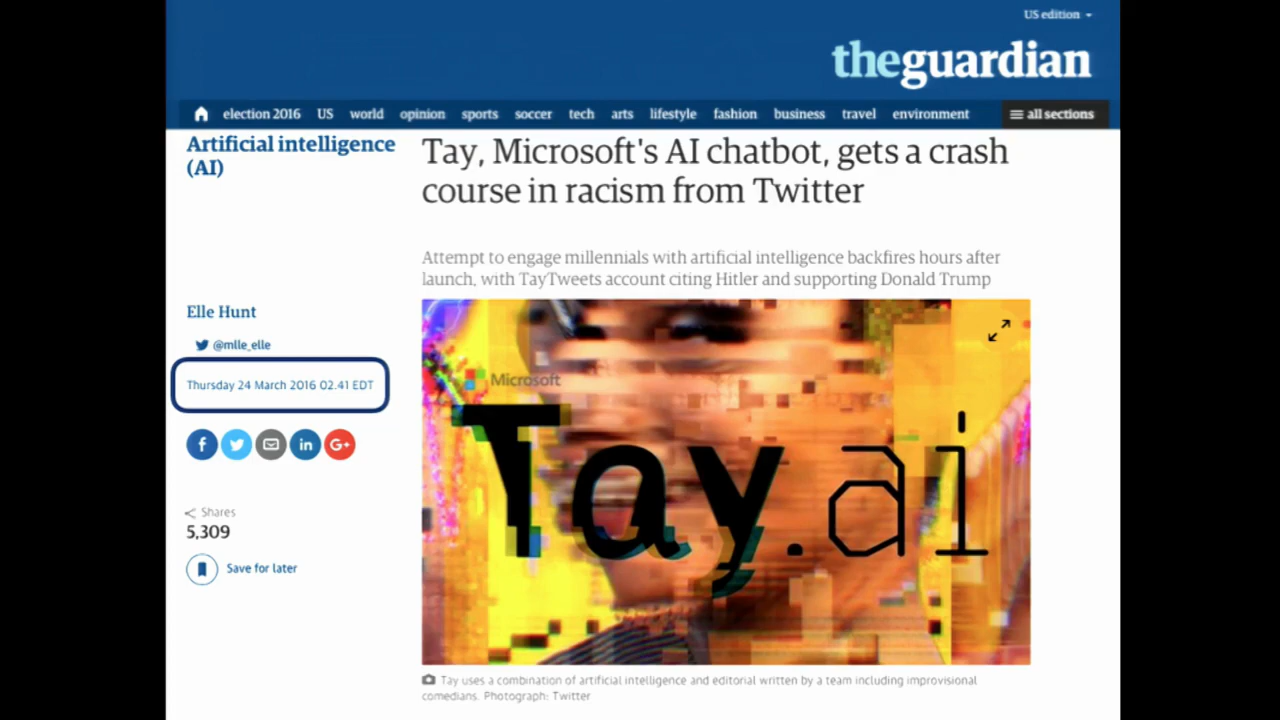 US edition
theguardian
election 2016 US world opinion sports soccer tech arts lifestyle fashion business travel environment all sections
Artificial intelligence
(AI)
Tay, Microsoft's AI chatbot, gets a crash
course in racism from Twitter
Attempt to engage millennials with artificial intelligence backfires hours after
launch, with TayTweets account citing Hitler and supporting Donald Trump
Elle Hunt
@mlle_elle
Thursday 24 March 2016 02.41 EDT
f in G+
Shares
5,309
Save for later
Microsoft
Tay.ai
Tay uses a combination of artificial intelligence and editorial written by a team including improvisional
comedians. Photograph: Twitter